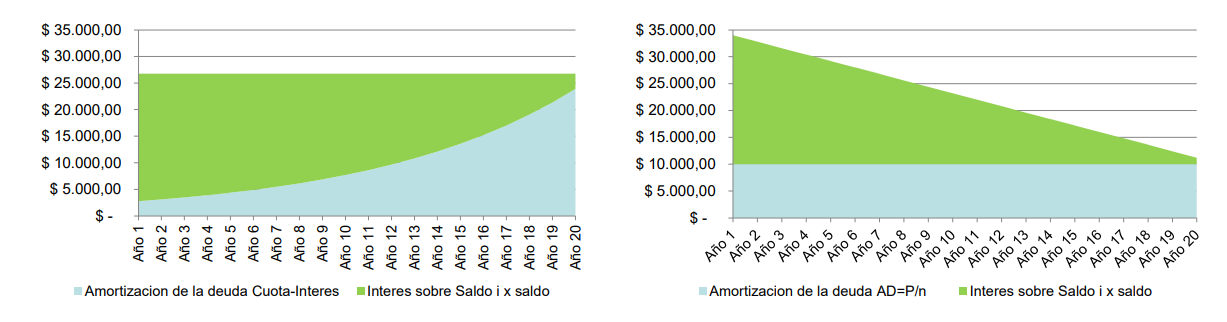 $ 35.000,00
$ 30.000,00
$ 25.000,00
$ 20.000,00
$ 15.000,00
$ 10.000,00
$ 5.000,00
$ -
Año 1
Año 2
Año 3
Año 4
Año 5
Año 6
Año 7
Año 8
Año 9
Año 10
Año 11
Año 12
Año 13
Año 14
Año 15
Año 16
Año 17
Año 18
Año 19
Año 20
Amortizacion de la deuda Cuota-Interes
Interes sobre Saldo i x saldo
$ 35.000,00
$ 30.000,00
$ 25.000,00
$ 20.000,00
$ 15.000,00
$ 10.000,00
$ 5.000,00
$ -
Año 1
Año 2
Año 3
Año 4
Año 5
Año 6
Año 7
Año 8
Año 9
Año 10
Año 11
Año 12
Año 13
Año 14
Año 15
Año 16
Año 17
Año 18
Año 19
Año 20
Amortizacion de la deuda AD=P/n
Interes sobre Saldo i x saldo